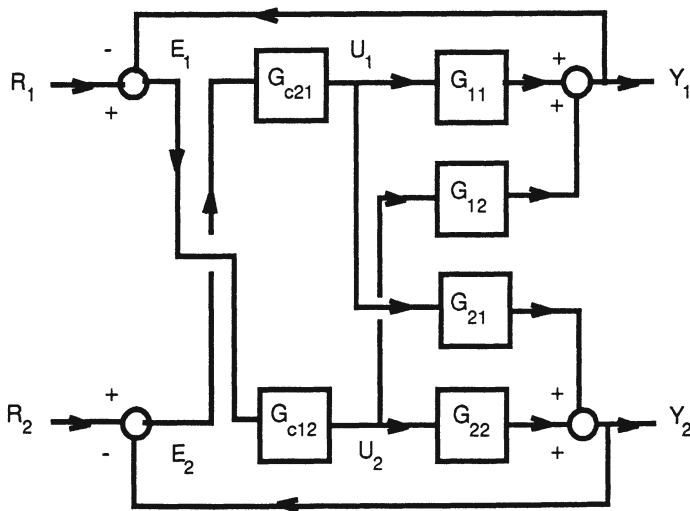 R1
-
+
E1
Gc21
U1
G11
+
+
Y1
G12
G21
R2
+
-
E2
Gc12
U2
G22
+
+
Y2